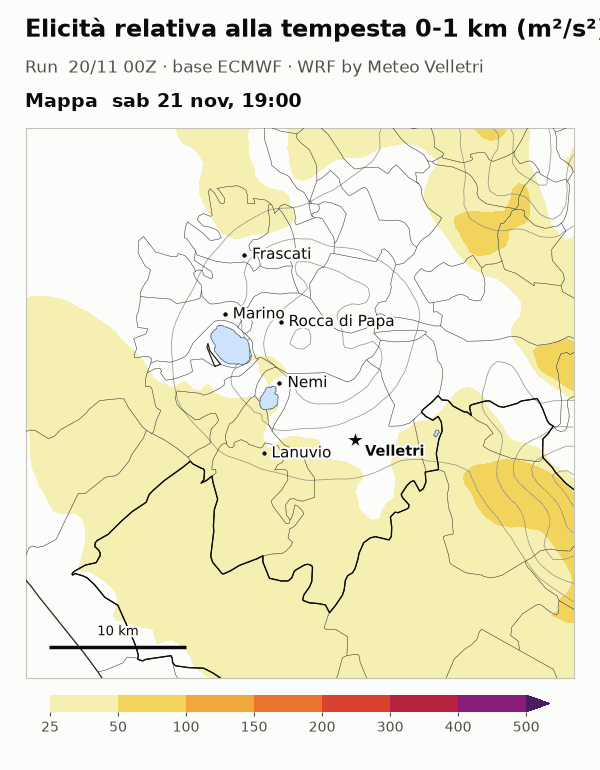 Elicità relativa alla tempesta 0-1 km (m²/s²)
Run 20/11 00Z · base ECMWF · WRF by Meteo Velletri
Mappa sab 21 nov, 19:00
Frascati
Marino
Rocca di Papa
Nemi
Velletri
Lanuvio
10 km
25 50 100 150 200 300 400 500